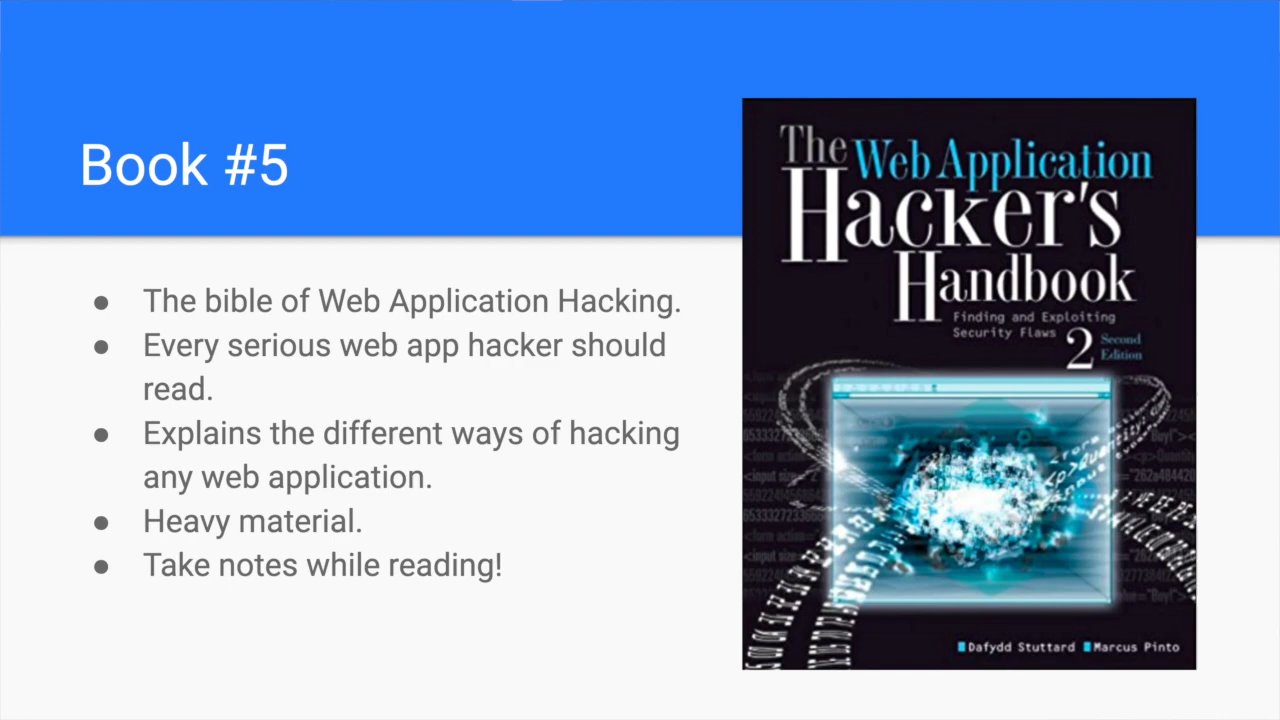 Book #5
● The bible of Web Application Hacking.
● Every serious web app hacker should
read.
● Explains the different ways of hacking
any web application.
● Heavy material.
● Take notes while reading!
The Web Application
Hacker's
Handbook
Finding and Exploiting
Security Flaws
2 Second
Edition
Dafydd Stuttard Marcus Pinto